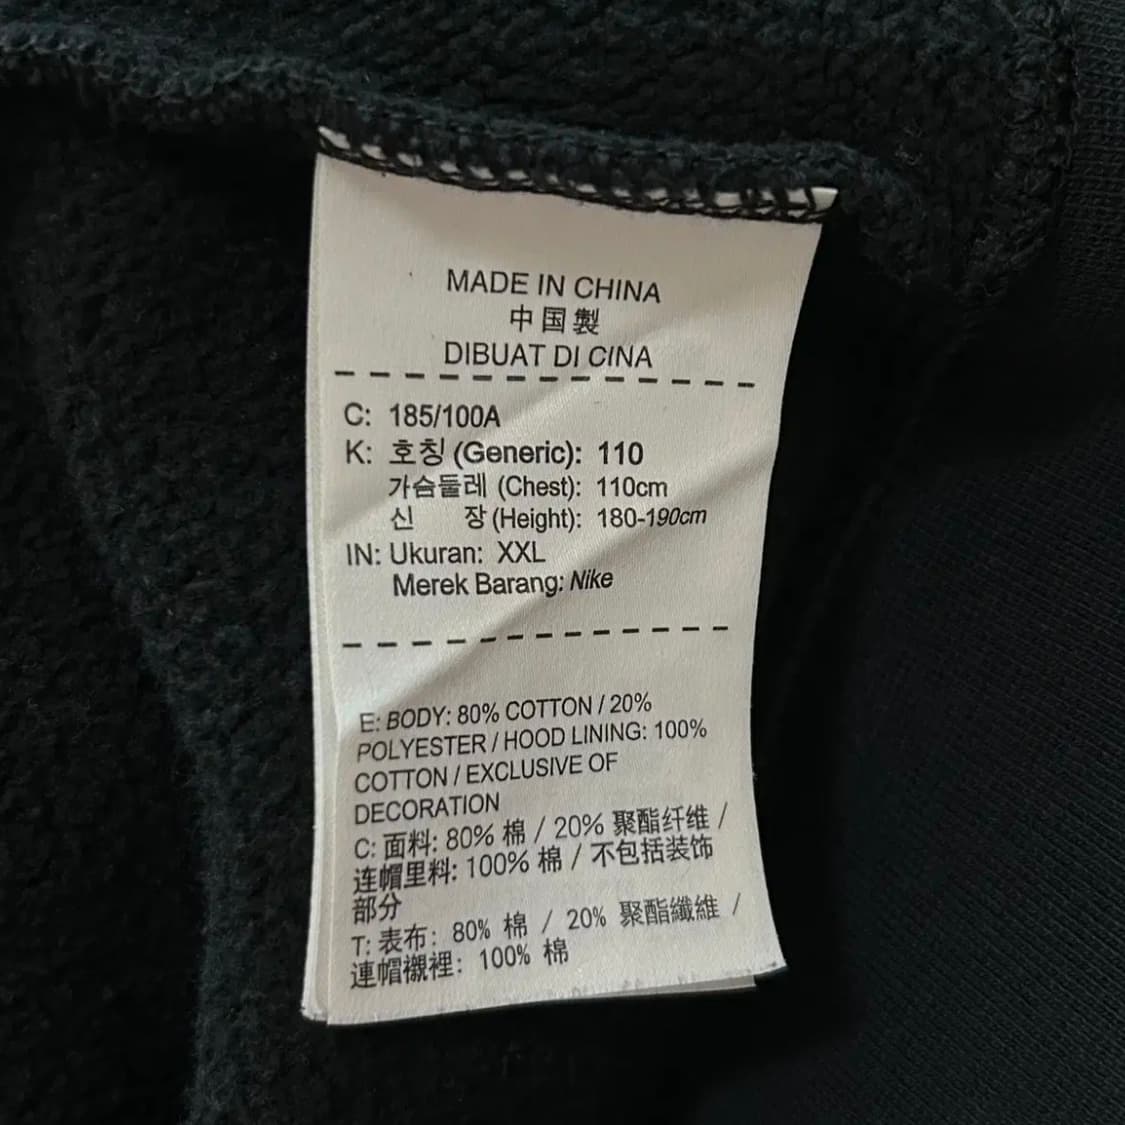 MADE IN CHINA
中国製
DIBUAT DI CINA
C: 185/100A
K: 호칭 (Generic): 110
가슴둘레 (Chest): 110cm
신 장 (Height): 180-190cm
IN: Ukuran: XXL
Merek Barang: Nike
E: BODY: 80% COTTON / 20%
POLYESTER / HOOD LINING: 100%
COTTON / EXCLUSIVE OF
DECORATION
C: 面料: 80% 棉 / 20% 聚酯纤维 /
连帽里料: 100% 棉 / 不包括装饰
部分
T: 表布: 80% 棉 / 20% 聚酯纖維 /
連帽襯裡: 100% 棉